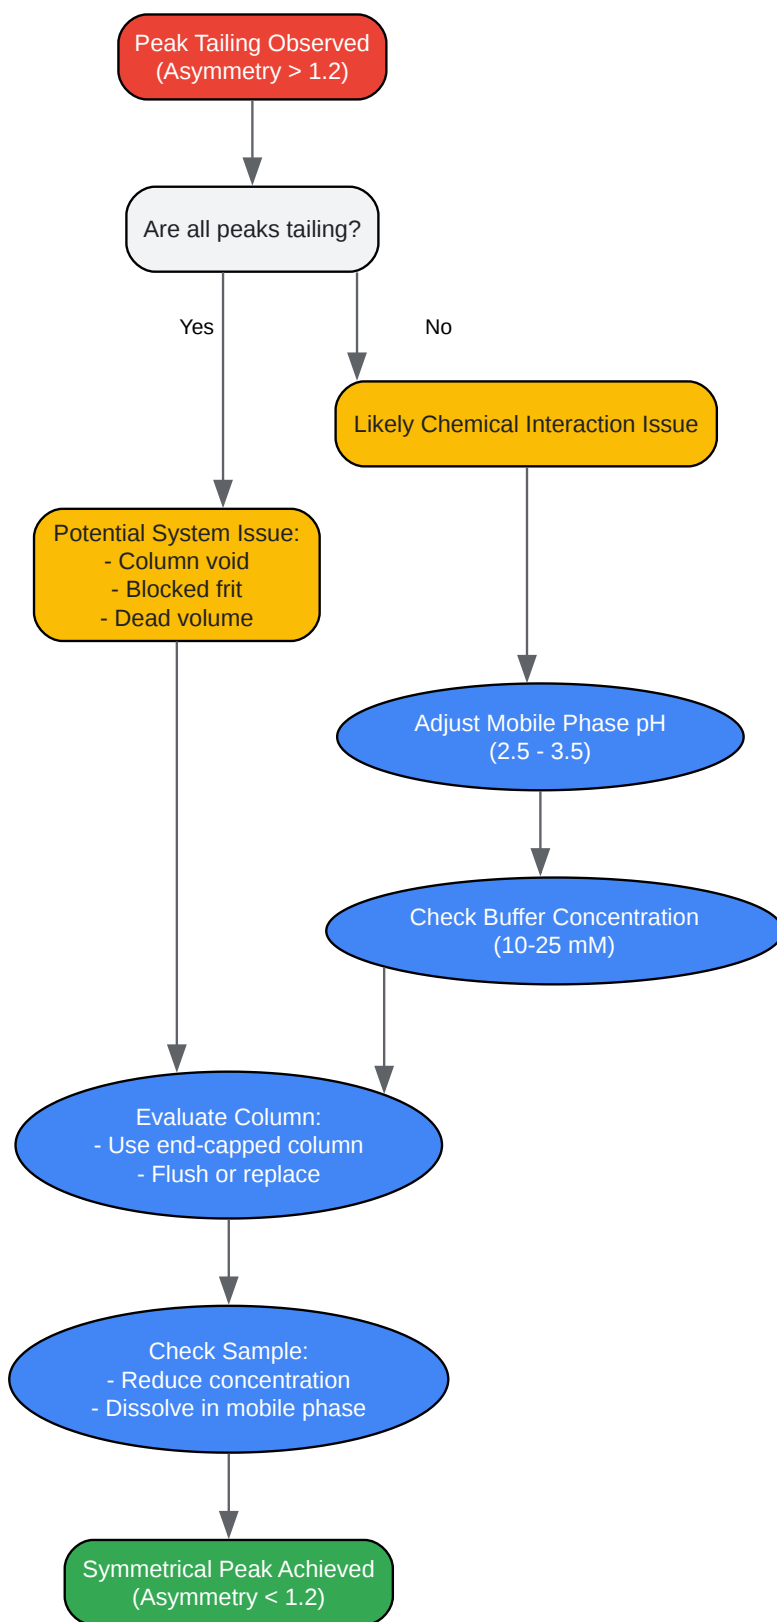 Peak Tailing Observed
(Asymmetry > 1.2)
Are all peaks tailing?
Yes
No
Likely Chemical Interaction Issue
Potential System Issue:
- Column void
- Blocked frit
- Dead volume
Adjust Mobile Phase pH
(2.5 - 3.5)
Check Buffer Concentration
(10-25 mM)
Evaluate Column:
- Use end-capped column
- Flush or replace
Check Sample:
- Reduce concentration
- Dissolve in mobile phase
Symmetrical Peak Achieved
(Asymmetry < 1.2)